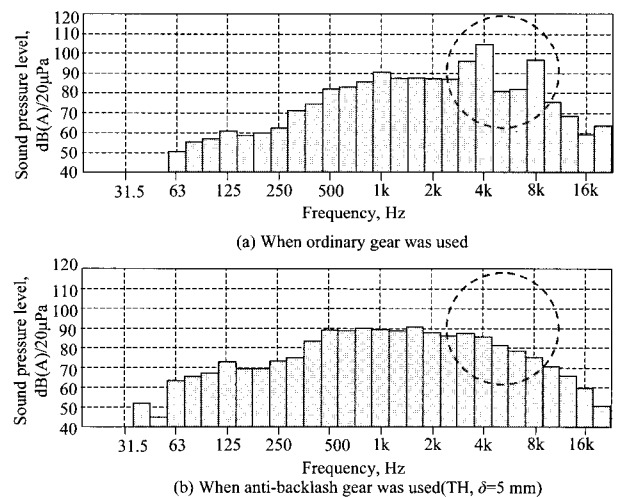 Sound pressure level,
dB(A)/20μPa
120
110
100
90
80
70
60
50
40
31.5 63 125 250 500 1k 2k 4k 8k 16k
Frequency, Hz
(a) When ordinary gear was used
Sound pressure level,
dB(A)/20μPa
120
110
100
90
80
70
60
50
40
31.5 63 125 250 500 1k 2k 4k 8k 16k
Frequency, Hz
(b) When anti-backlash gear was used(TH, δ=5 mm)